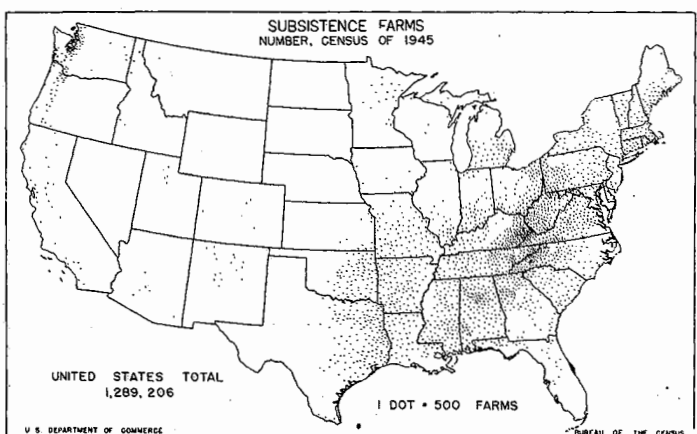 SUBSISTENCE FARMS
NUMBER, CENSUS OF 1945
UNITED STATES TOTAL
1,289,206
1 DOT = 500 FARMS
U S. DEPARTMENT OF COMMERCE
BUREAU OF THE CENSUS